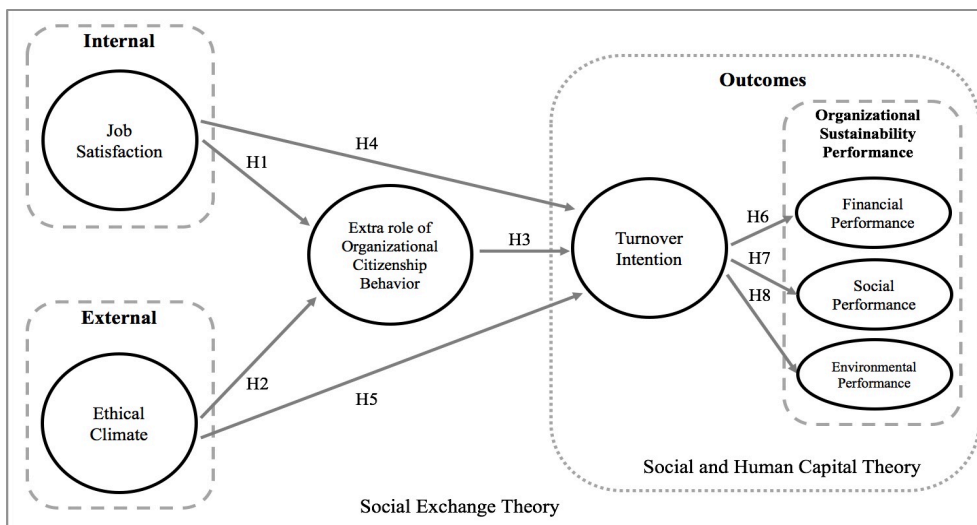 Internal
Job
Satisfaction
H4
H1
Extra role of
Organizational
Citizenship
Behavior
H3
External
Ethical
Climate
H2
H5
Outcomes
Turnover
Intention
H6
H7
H8
Organizational
Sustainability
Performance
Financial
Performance
Social
Performance
Environmental
Performance
Social and Human Capital Theory
Social Exchange Theory